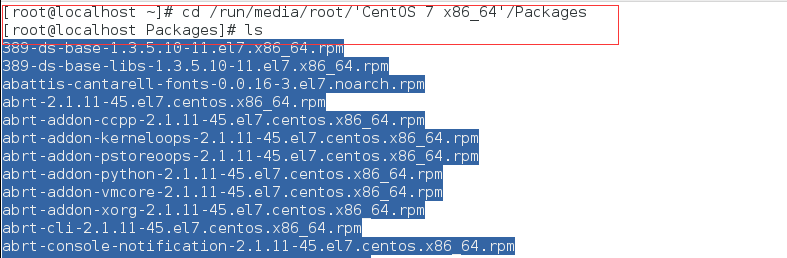 [root@localhost ~]# cd /run/media/root/'CentOS 7 x86_64'/Packages
[root@localhost Packages]# ls
389-ds-base-1.3.5.10-11.el7.x86_64.rpm
389-ds-base-libs-1.3.5.10-11.el7.x86_64.rpm
abattis-cantarell-fonts-0.0.16-3.el7.noarch.rpm
abrt-2.1.11-45.el7.centos.x86_64.rpm
abrt-addon-ccpp-2.1.11-45.el7.centos.x86_64.rpm
abrt-addon-kerneloops-2.1.11-45.el7.centos.x86_64.rpm
abrt-addon-pstoreoops-2.1.11-45.el7.centos.x86_64.rpm
abrt-addon-python-2.1.11-45.el7.centos.x86_64.rpm
abrt-addon-vmcore-2.1.11-45.el7.centos.x86_64.rpm
abrt-addon-xorg-2.1.11-45.el7.centos.x86_64.rpm
abrt-cli-2.1.11-45.el7.centos.x86_64.rpm
abrt-console-notification-2.1.11-45.el7.centos.x86_64.rpm